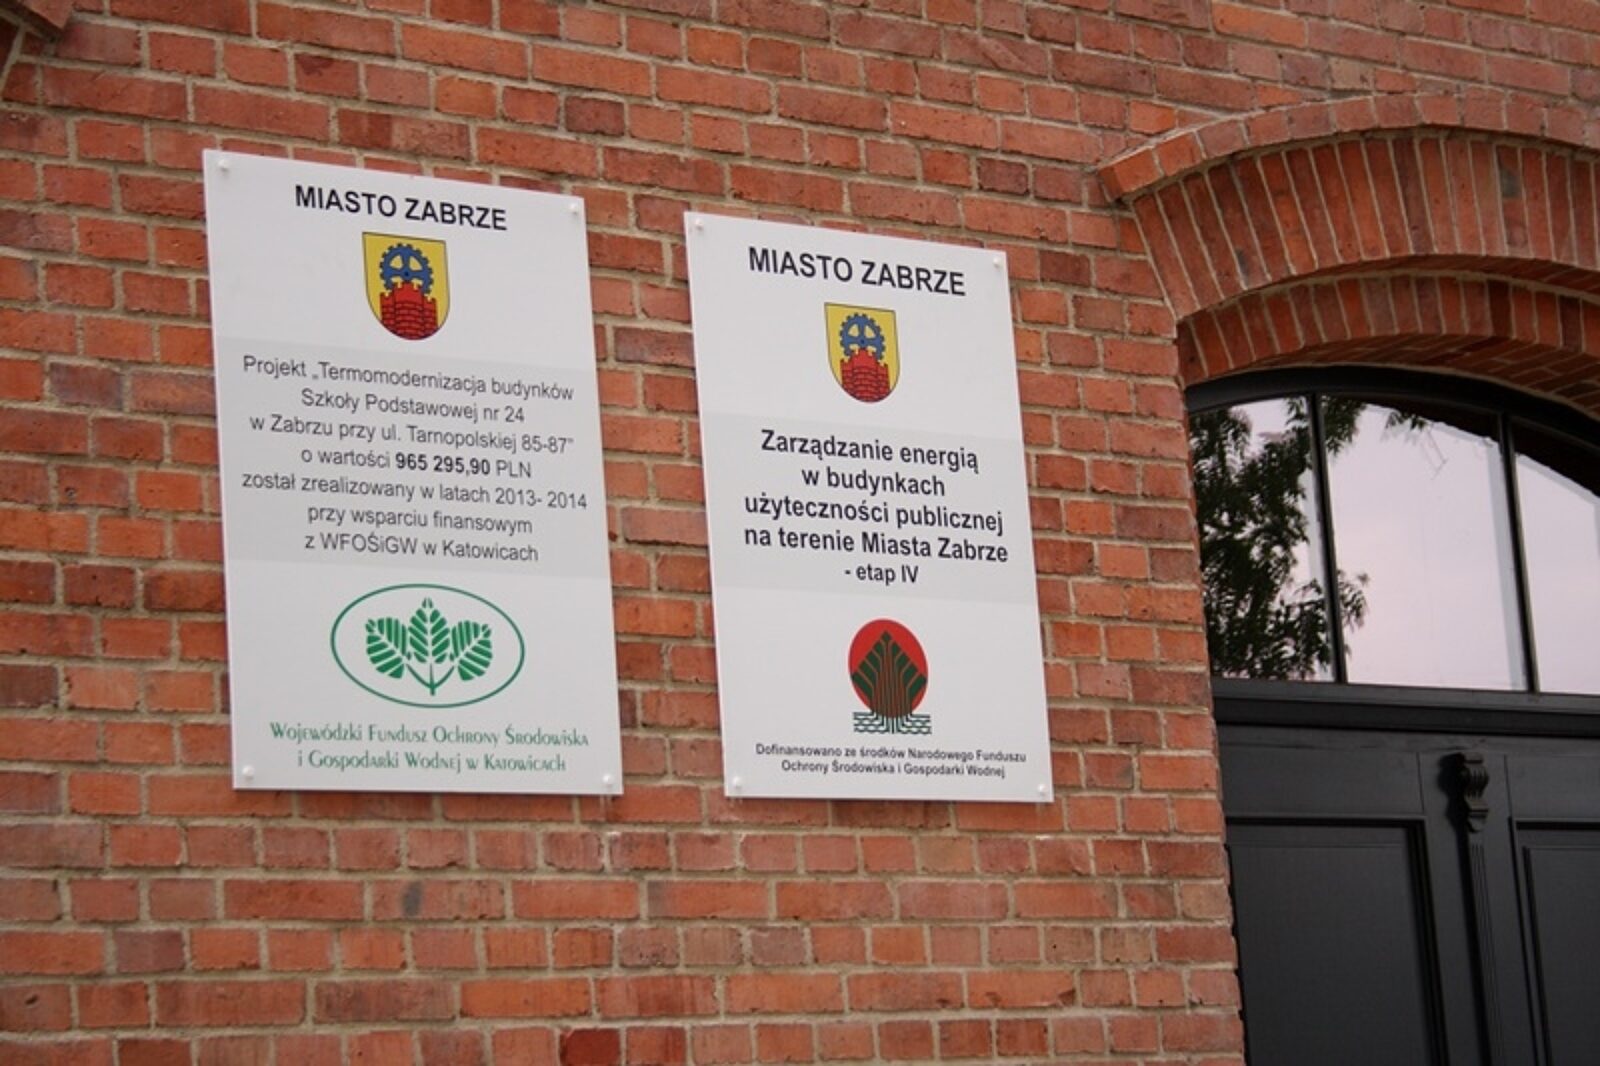 MIASTO ZABRZE
Projekt „Termomodernizacja budynków
Szkoły Podstawowej nr 24
w Zabrzu przy ul. Tarnopolskiej 85-87"
o wartości 965 295,90 PLN
został zrealizowany w latach 2013- 2014
przy wsparciu finansowym
z WFOŚiGW w Katowicach
Wojewódzki Fundusz Ochrony Środowiska
i Gospodarki Wodnej w Katowicach
MIASTO ZABRZE
Zarządzanie energią
w budynkach
użyteczności publicznej
na terenie Miasta Zabrze
- etap IV
Dofinansowano ze środków Narodowego Funduszu
Ochrony Środowiska i Gospodarki Wodnej